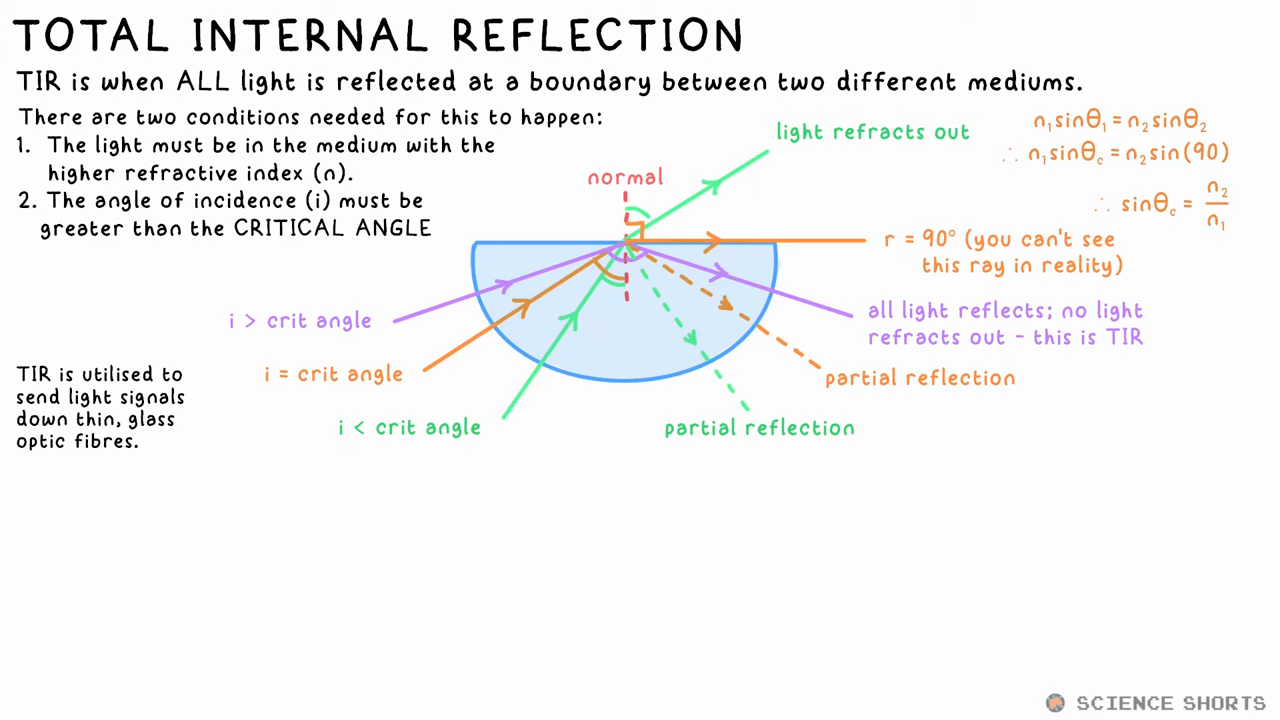 TOTAL INTERNAL REFLECTION
TIR is when ALL light is reflected at a boundary between two different mediums.
There are two conditions needed for this to happen:
1. The light must be in the medium with the
higher refractive index (n).
2. The angle of incidence (i) must be
greater than the CRITICAL ANGLE
light refracts out
n₁sinθ₁ = n₂sinθ₂
∴ n₁sinθc = n₂sin(90)
∴ sinθc = n₂/n₁
normal
r = 90° (you can't see
this ray in reality)
i > crit angle
all light reflects; no light
refracts out - this is TIR
i = crit angle
partial reflection
i < crit angle
partial reflection
TIR is utilised to
send light signals
down thin, glass
optic fibres.
SCIENCE SHORTS